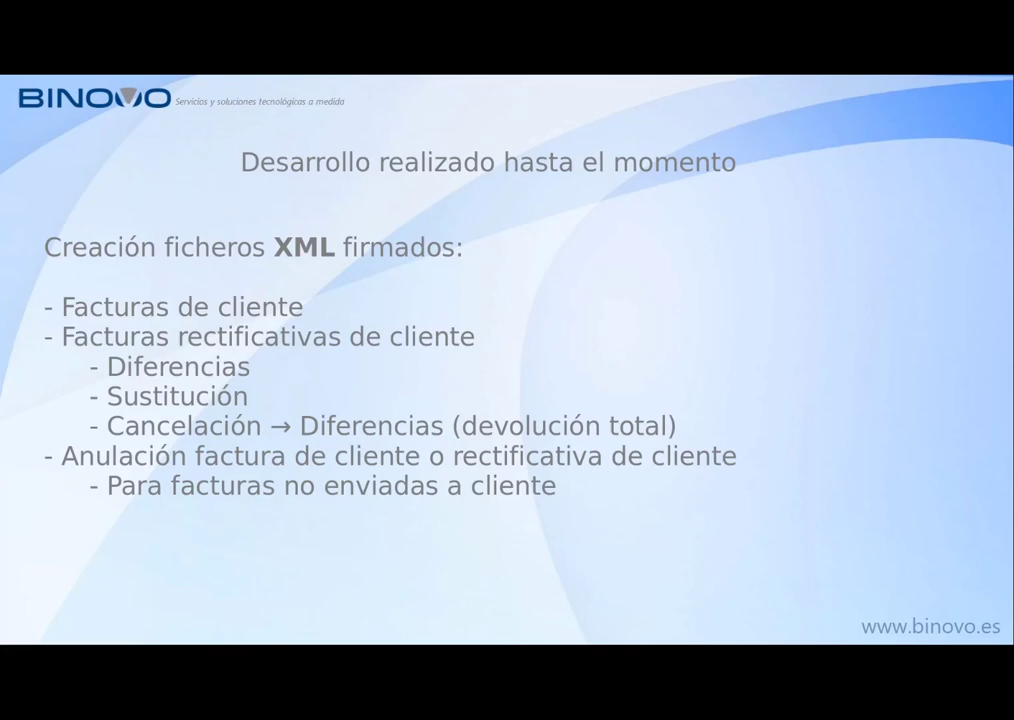 BINOVO Servicios y soluciones tecnológicas a medida
Desarrollo realizado hasta el momento
Creación ficheros XML firmados:
- Facturas de cliente
- Facturas rectificativas de cliente
- Diferencias
- Sustitución
- Cancelación → Diferencias (devolución total)
- Anulación factura de cliente o rectificativa de cliente
- Para facturas no enviadas a cliente
www.binovo.es